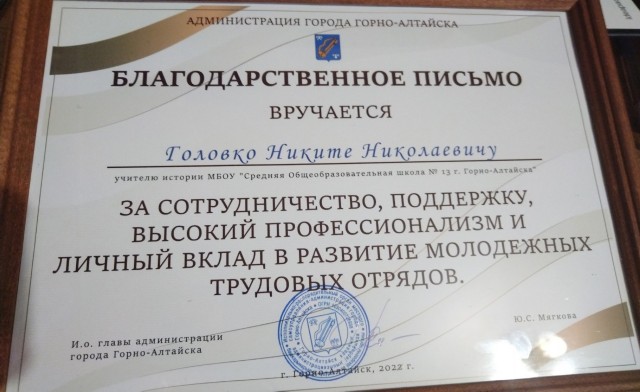 АДМИНИСТРАЦИЯ ГОРОДА ГОРНО-АЛТАЙСКА
БЛАГОДАРСТВЕННОЕ ПИСЬМО
ВРУЧАЕТСЯ
Головко Никите Николаевичу
учителю истории МБОУ "Средняя Общеобразовательная школа № 13 г. Горно-Алтайска"
ЗА СОТРУДНИЧЕСТВО, ПОДДЕРЖКУ,
ВЫСОКИЙ ПРОФЕССИОНАЛИЗМ И
ЛИЧНЫЙ ВКЛАД В РАЗВИТИЕ МОЛОДЕЖНЫХ
ТРУДОВЫХ ОТРЯДОВ.
И.о. главы администрации
города Горно-Алтайска
Ю.С. Мягкова
г. Горно-Алтайск, 2022 г.